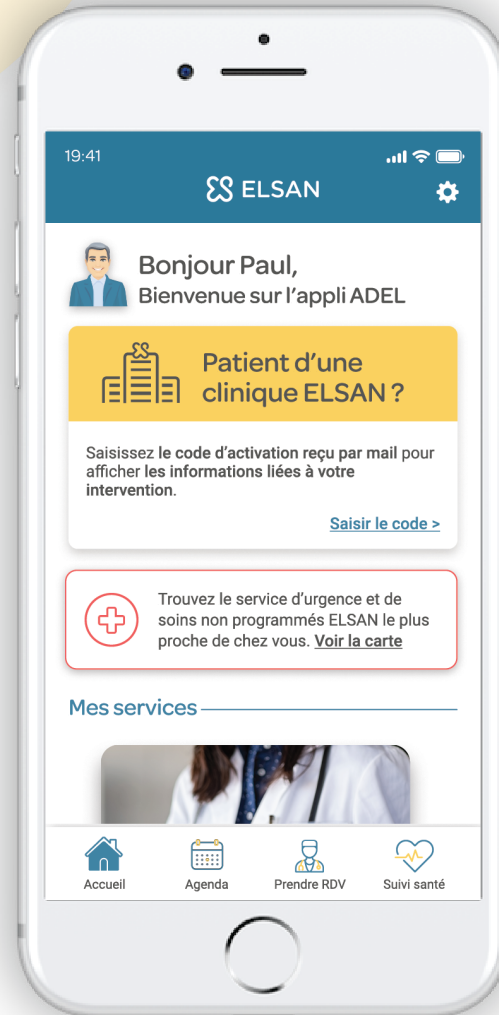 19:41
ELSAN
Bonjour Paul,
Bienvenue sur l'appli ADEL
Patient d'une
clinique ELSAN ?
Saisissez le code d'activation reçu par mail pour
afficher les informations liées à votre
intervention.
Saisir le code >
Trouvez le service d'urgence et de
soins non programmés ELSAN le plus
proche de chez vous. Voir la carte
Mes services
Accueil
Agenda
Prendre RDV
Suivi santé